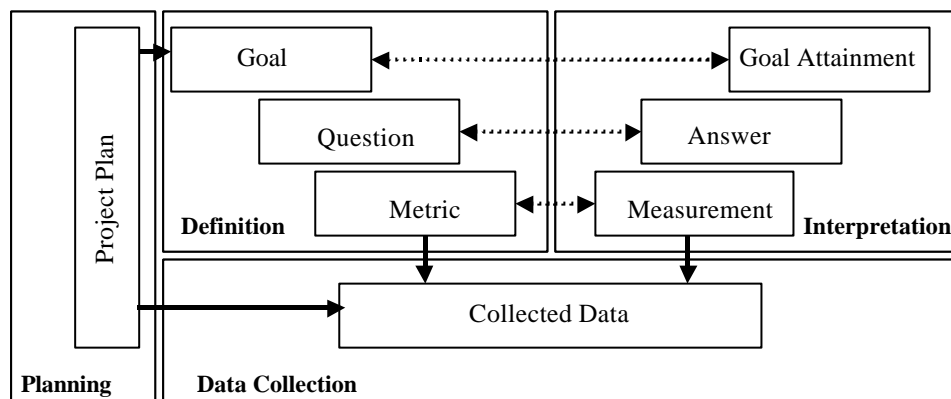 Project Plan
Planning
Goal
Question
Metric
Definition
Goal Attainment
Answer
Measurement
Interpretation
Collected Data
Data Collection